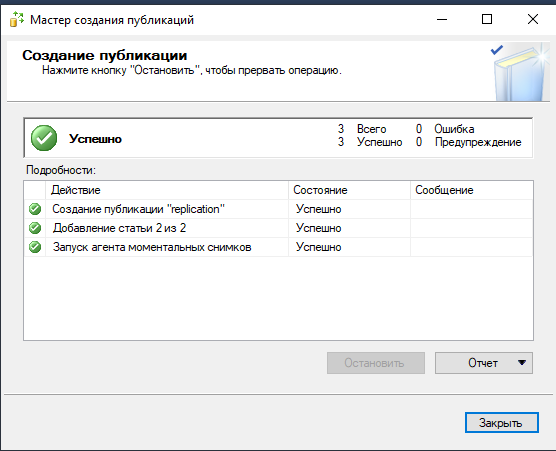 Мастер создания публикаций
Создание публикации
Нажмите кнопку "Остановить", чтобы прервать операцию.
Успешно
3 Всего 0 Ошибка
3 Успешно 0 Предупреждение
Подробности:
Действие Состояние Сообщение
Создание публикации "replication" Успешно
Добавление статьи 2 из 2 Успешно
Запуск агента моментальных снимков Успешно
Остановить Отчет
Закрыть